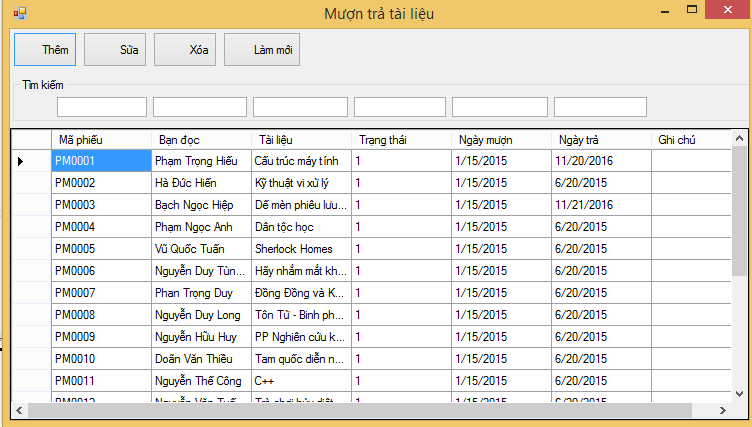 Mượn trả tài liệu
Thêm Sửa Xóa Làm mới
Tìm kiếm
Mã phiếu Bạn đọc Tài liệu Trạng thái Ngày mượn Ngày trả Ghi chú
PM0001 Phạm Trọng Hiếu Cấu trúc máy tính 1 1/15/2015 11/20/2016
PM0002 Hà Đức Hiến Kỹ thuật vi xử lý 1 1/15/2015 6/20/2015
PM0003 Bạch Ngọc Hiệp Dế mèn phiêu lưu... 1 1/15/2015 11/21/2016
PM0004 Phạm Ngọc Anh Dân tộc học 1 1/15/2015 6/20/2015
PM0005 Vũ Quốc Tuấn Sherlock Homes 1 1/15/2015 6/20/2015
PM0006 Nguyễn Duy Tùn... Hãy nhắm mắt kh... 1 1/15/2015 6/20/2015
PM0007 Phan Trọng Duy Đồng Đồng và K... 1 1/15/2015 6/20/2015
PM0008 Nguyễn Duy Long Tôn Tử - Binh ph... 1 1/15/2015 6/20/2015
PM0009 Nguyễn Hữu Huy PP Nghiên cứu k... 1 1/15/2015 6/20/2015
PM0010 Doãn Văn Thiều Tam quốc diễn n... 1 1/15/2015 6/20/2015
PM0011 Nguyễn Thế Công C++ 1 1/15/2015 6/20/2015
1 1/15/2015 6/20/2015